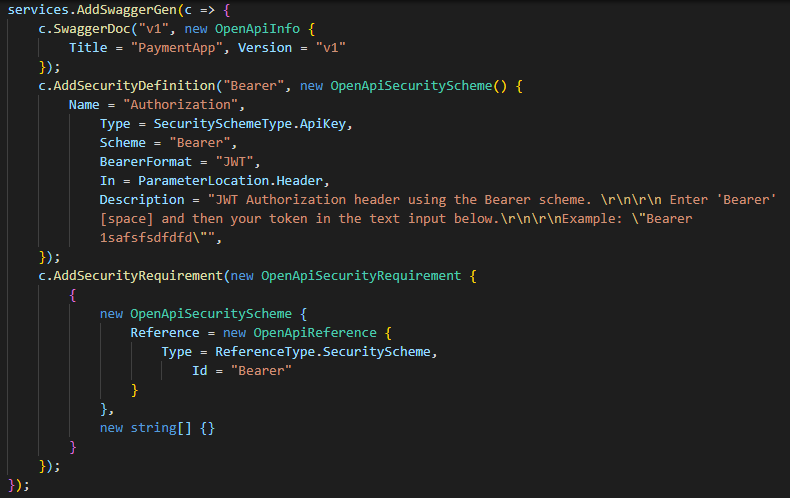 services.AddSwaggerGen(c => {
    c.SwaggerDoc("v1", new OpenApiInfo {
        Title = "PaymentApp", Version = "v1"
    });
    c.AddSecurityDefinition("Bearer", new OpenApiSecurityScheme() {
        Name = "Authorization",
            Type = SecuritySchemeType.ApiKey,
            Scheme = "Bearer",
            BearerFormat = "JWT",
            In = ParameterLocation.Header,
            Description = "JWT Authorization header using the Bearer scheme. \r\n\r\n Enter 'Bearer'
            [space] and then your token in the text input below.\r\n\r\nExample: \"Bearer
            1safsfsdfdfd\"",
    });
    c.AddSecurityRequirement(new OpenApiSecurityRequirement {
        {
            new OpenApiSecurityScheme {
                Reference = new OpenApiReference {
                    Type = ReferenceType.SecurityScheme,
                        Id = "Bearer"
                }
            },
            new string[] {}
        }
    });
});